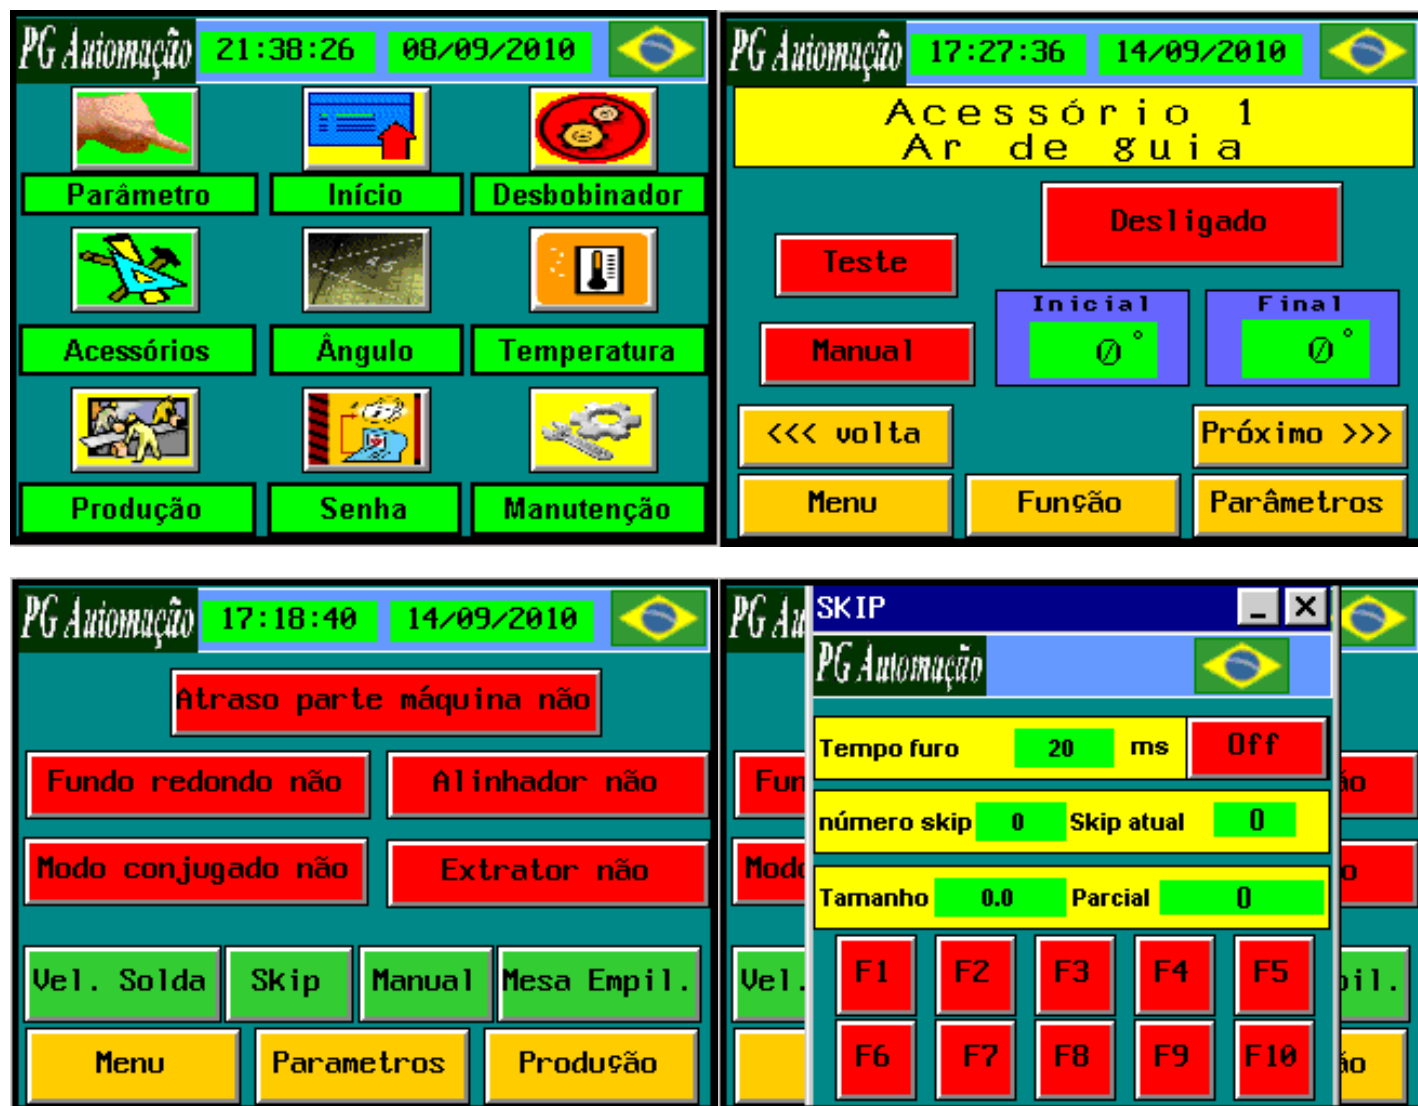 PG Automação 21:38:26 08/09/2010
Parâmetro Início Desbobinador
Acessórios Ângulo Temperatura
Produção Senha Manutenção
PG Automação 17:27:36 14/09/2010
Acessório 1
Ar de guia
Desligado
Teste
Inicial Final
Manual 0° 0°
<<< volta Próximo >>>
Menu Função Parâmetros
PG Automação 17:18:40 14/09/2010
Atraso parte máquina não
Fundo redondo não Alinhador não
Modo conjugado não Extrator não
Vel. Solda Skip Manual Mesa Empil.
Menu Parametros Produção
PG Au SKIP
PG Automação
Tempo furo 20 ms Off
Fun ão
número skip 0 Skip atual 0
Modo o
Tamanho 0.0 Parcial 0
Vel. F1 F2 F3 F4 F5 pil.
F6 F7 F8 F9 F10 ão